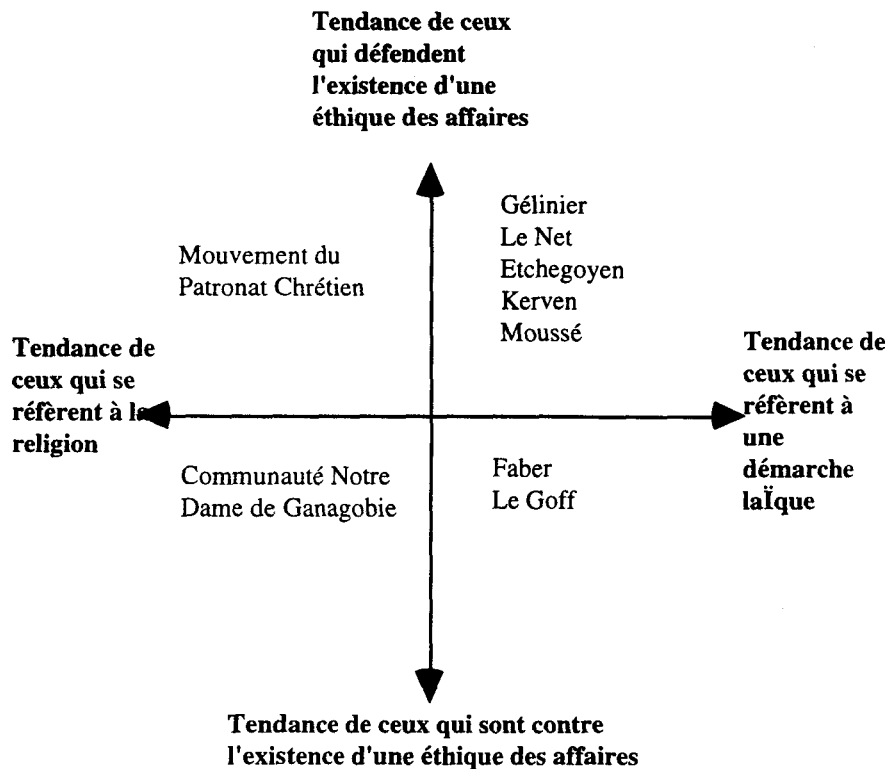 Tendance de ceux
qui défendent
l'existence d'une
éthique des affaires
Gélinier
Le Net
Etchegoyen
Kerven
Moussé
Mouvement du
Patronat Chrétien
Tendance de
ceux qui se
réfèrent à la
religion
Tendance de
ceux qui se
réfèrent à
une
démarche
laÏque
Communauté Notre
Dame de Ganagobie
Faber
Le Goff
Tendance de ceux qui sont contre
l'existence d'une éthique des affaires